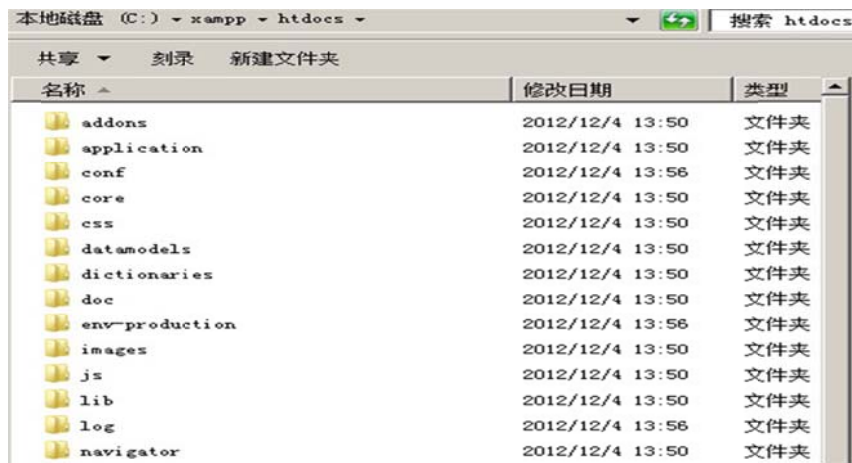 本地磁盘 (C:) xampp htdocs 搜索 htdocs
共享 刻录 新建文件夹
名称 修改日期 类型
addons 2012/12/4 13:50 文件夹
application 2012/12/4 13:50 文件夹
conf 2012/12/4 13:56 文件夹
core 2012/12/4 13:50 文件夹
css 2012/12/4 13:50 文件夹
datamodels 2012/12/4 13:50 文件夹
dictionaries 2012/12/4 13:50 文件夹
doc 2012/12/4 13:50 文件夹
env-production 2012/12/4 13:56 文件夹
images 2012/12/4 13:50 文件夹
js 2012/12/4 13:50 文件夹
lib 2012/12/4 13:50 文件夹
log 2012/12/4 13:56 文件夹
navigator 2012/12/4 13:50 文件夹